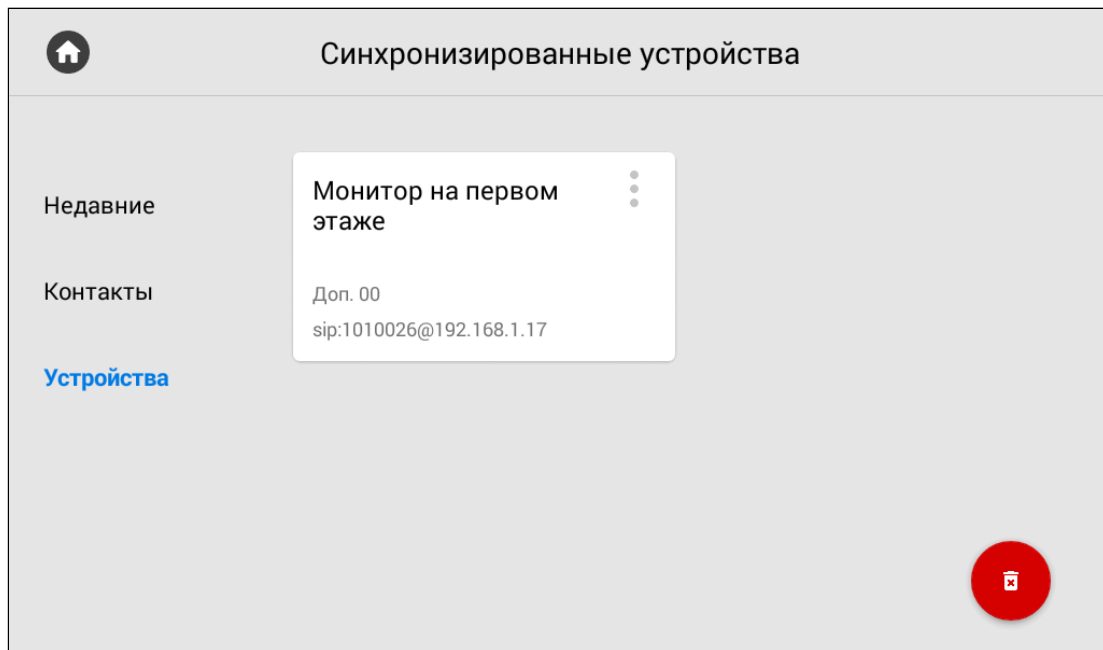 Синхронизированные устройства
Недавние
Контакты
Устройства
Монитор на первом
этаже
Доп. 00
sip:1010026@192.168.1.17